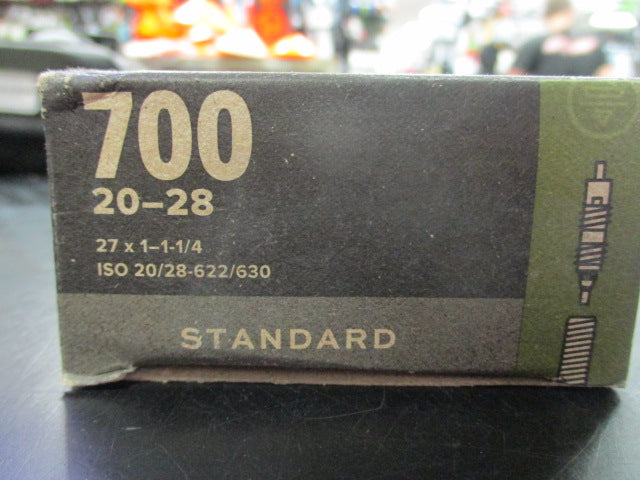 700
20–28
27 x 1–1-1/4
ISO 20/28-622/630
STANDARD